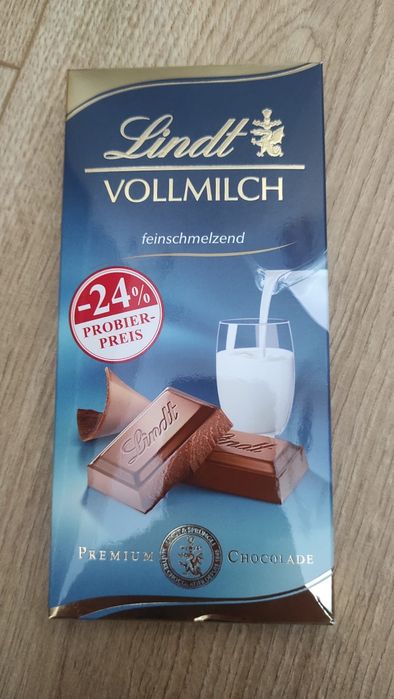 Lindt
VOLLMILCH
feinschmelzend
-24%
PROBIER-
PREIS
Lindt
Lindt
PREMIUM CHOCOLADE